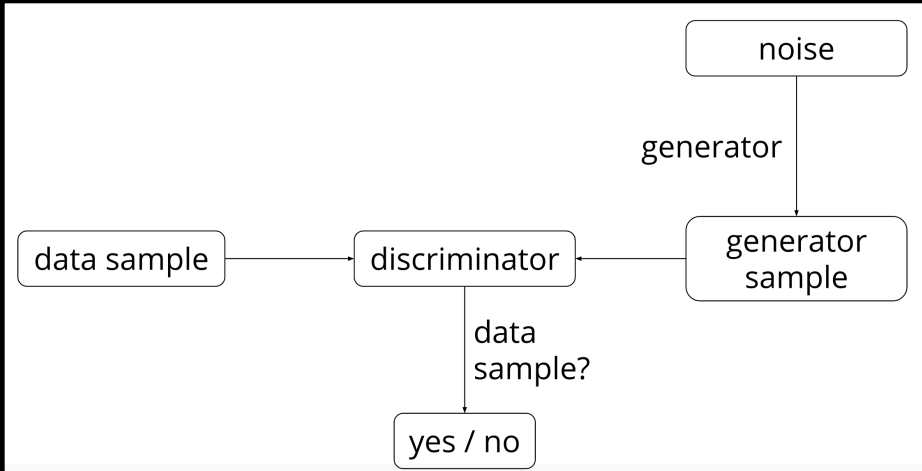 noise
generator
data sample
discriminator
generator
sample
data
sample?
yes / no